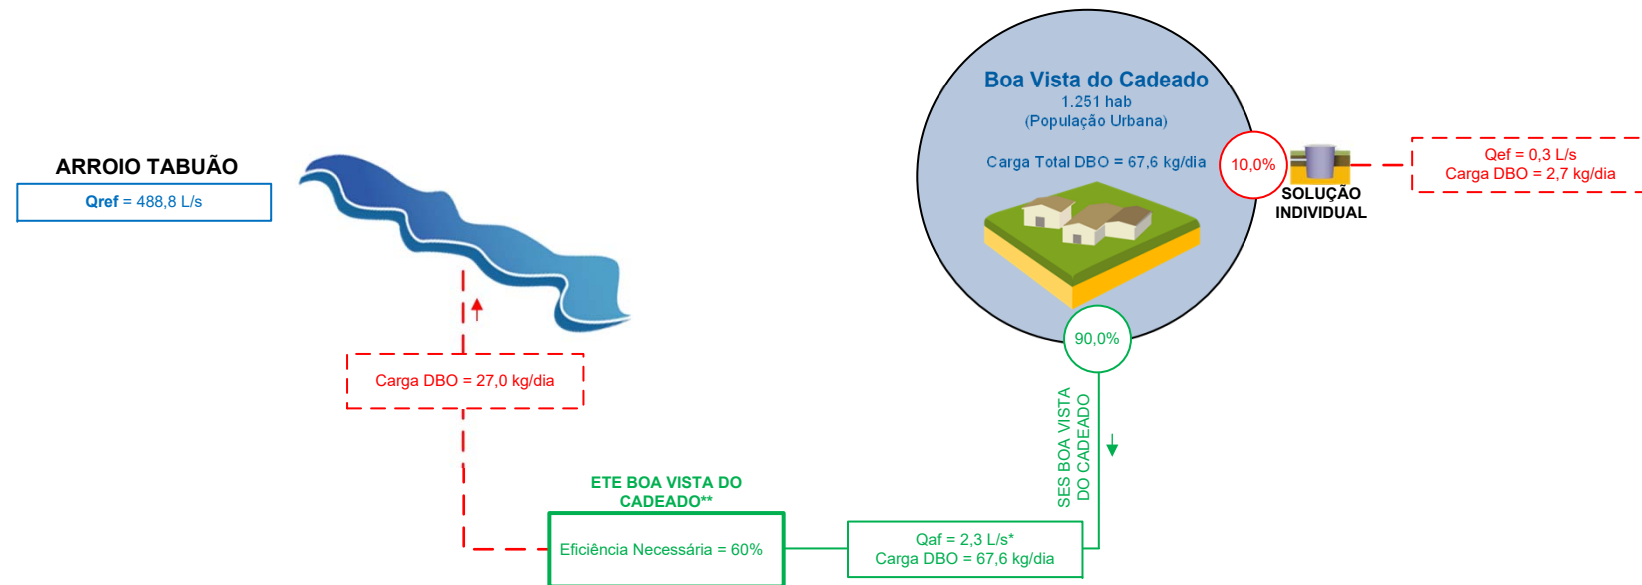 ARROIO TABUÃO
Qref = 488,8 L/s
Boa Vista do Cadeado
1.251 hab
(População Urbana)
Carga Total DBO = 67,6 kg/dia
10,0%
SOLUÇÃO
INDIVIDUAL
Qef = 0,3 L/s
Carga DBO = 2,7 kg/dia
90,0%
SES BOA VISTA
DO CADEADO
Carga DBO = 27,0 kg/dia
ETE BOA VISTA DO
CADEADO**
Eficiência Necessária = 60%
Qaf = 2,3 L/s*
Carga DBO = 67,6 kg/dia